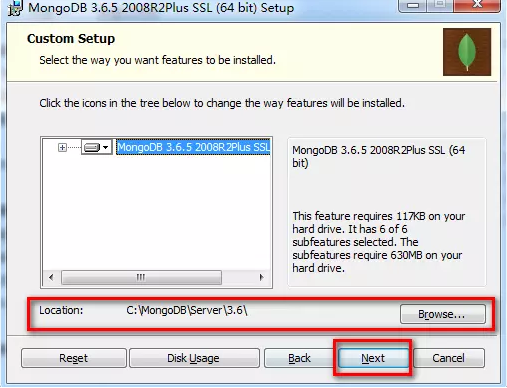 MongoDB 3.6.5 2008R2Plus SSL (64 bit) Setup
Custom Setup
Select the way you want features to be installed.
Click the icons in the tree below to change the way features will be installed.
MongoDB 3.6.5 2008R2Plus SSL
MongoDB 3.6.5 2008R2Plus SSL (64
bit)
This feature requires 117KB on your
hard drive. It has 6 of 6
subfeatures selected. The
subfeatures require 630MB on your
hard drive.
Location: C:\MongoDB\Server\3.6\
Browse...
Reset Disk Usage Back Next Cancel